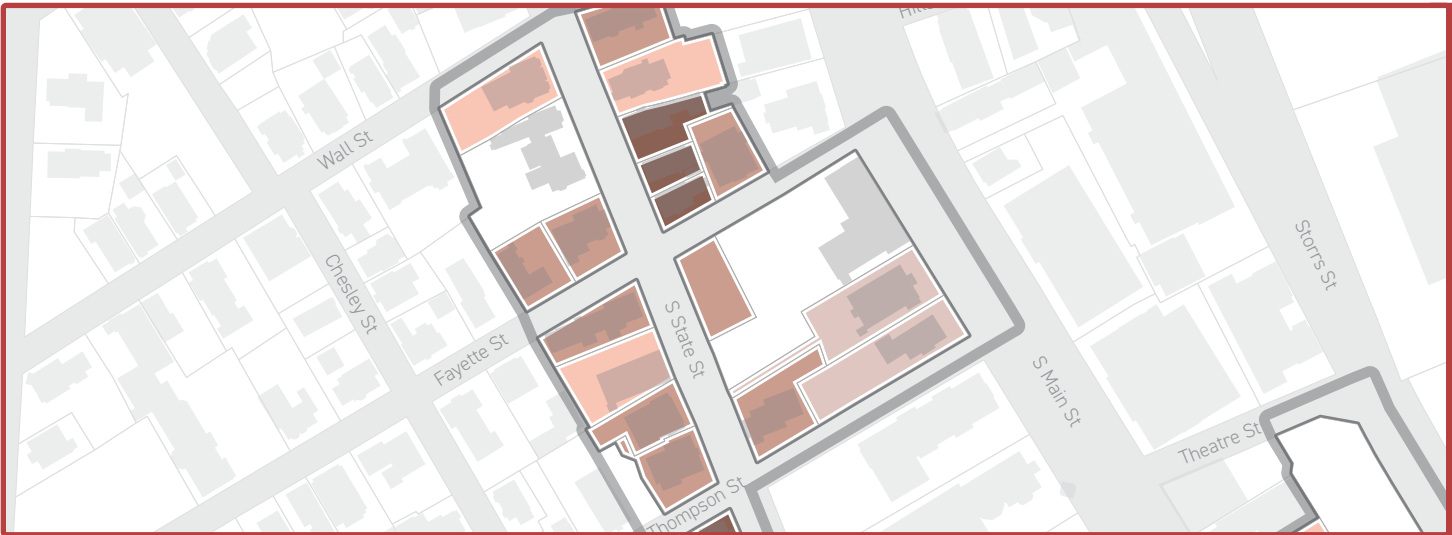 Wall St
Chesley St
Fayette St
S State St
Thompson St
S Main St
Theatre St
Storrs St